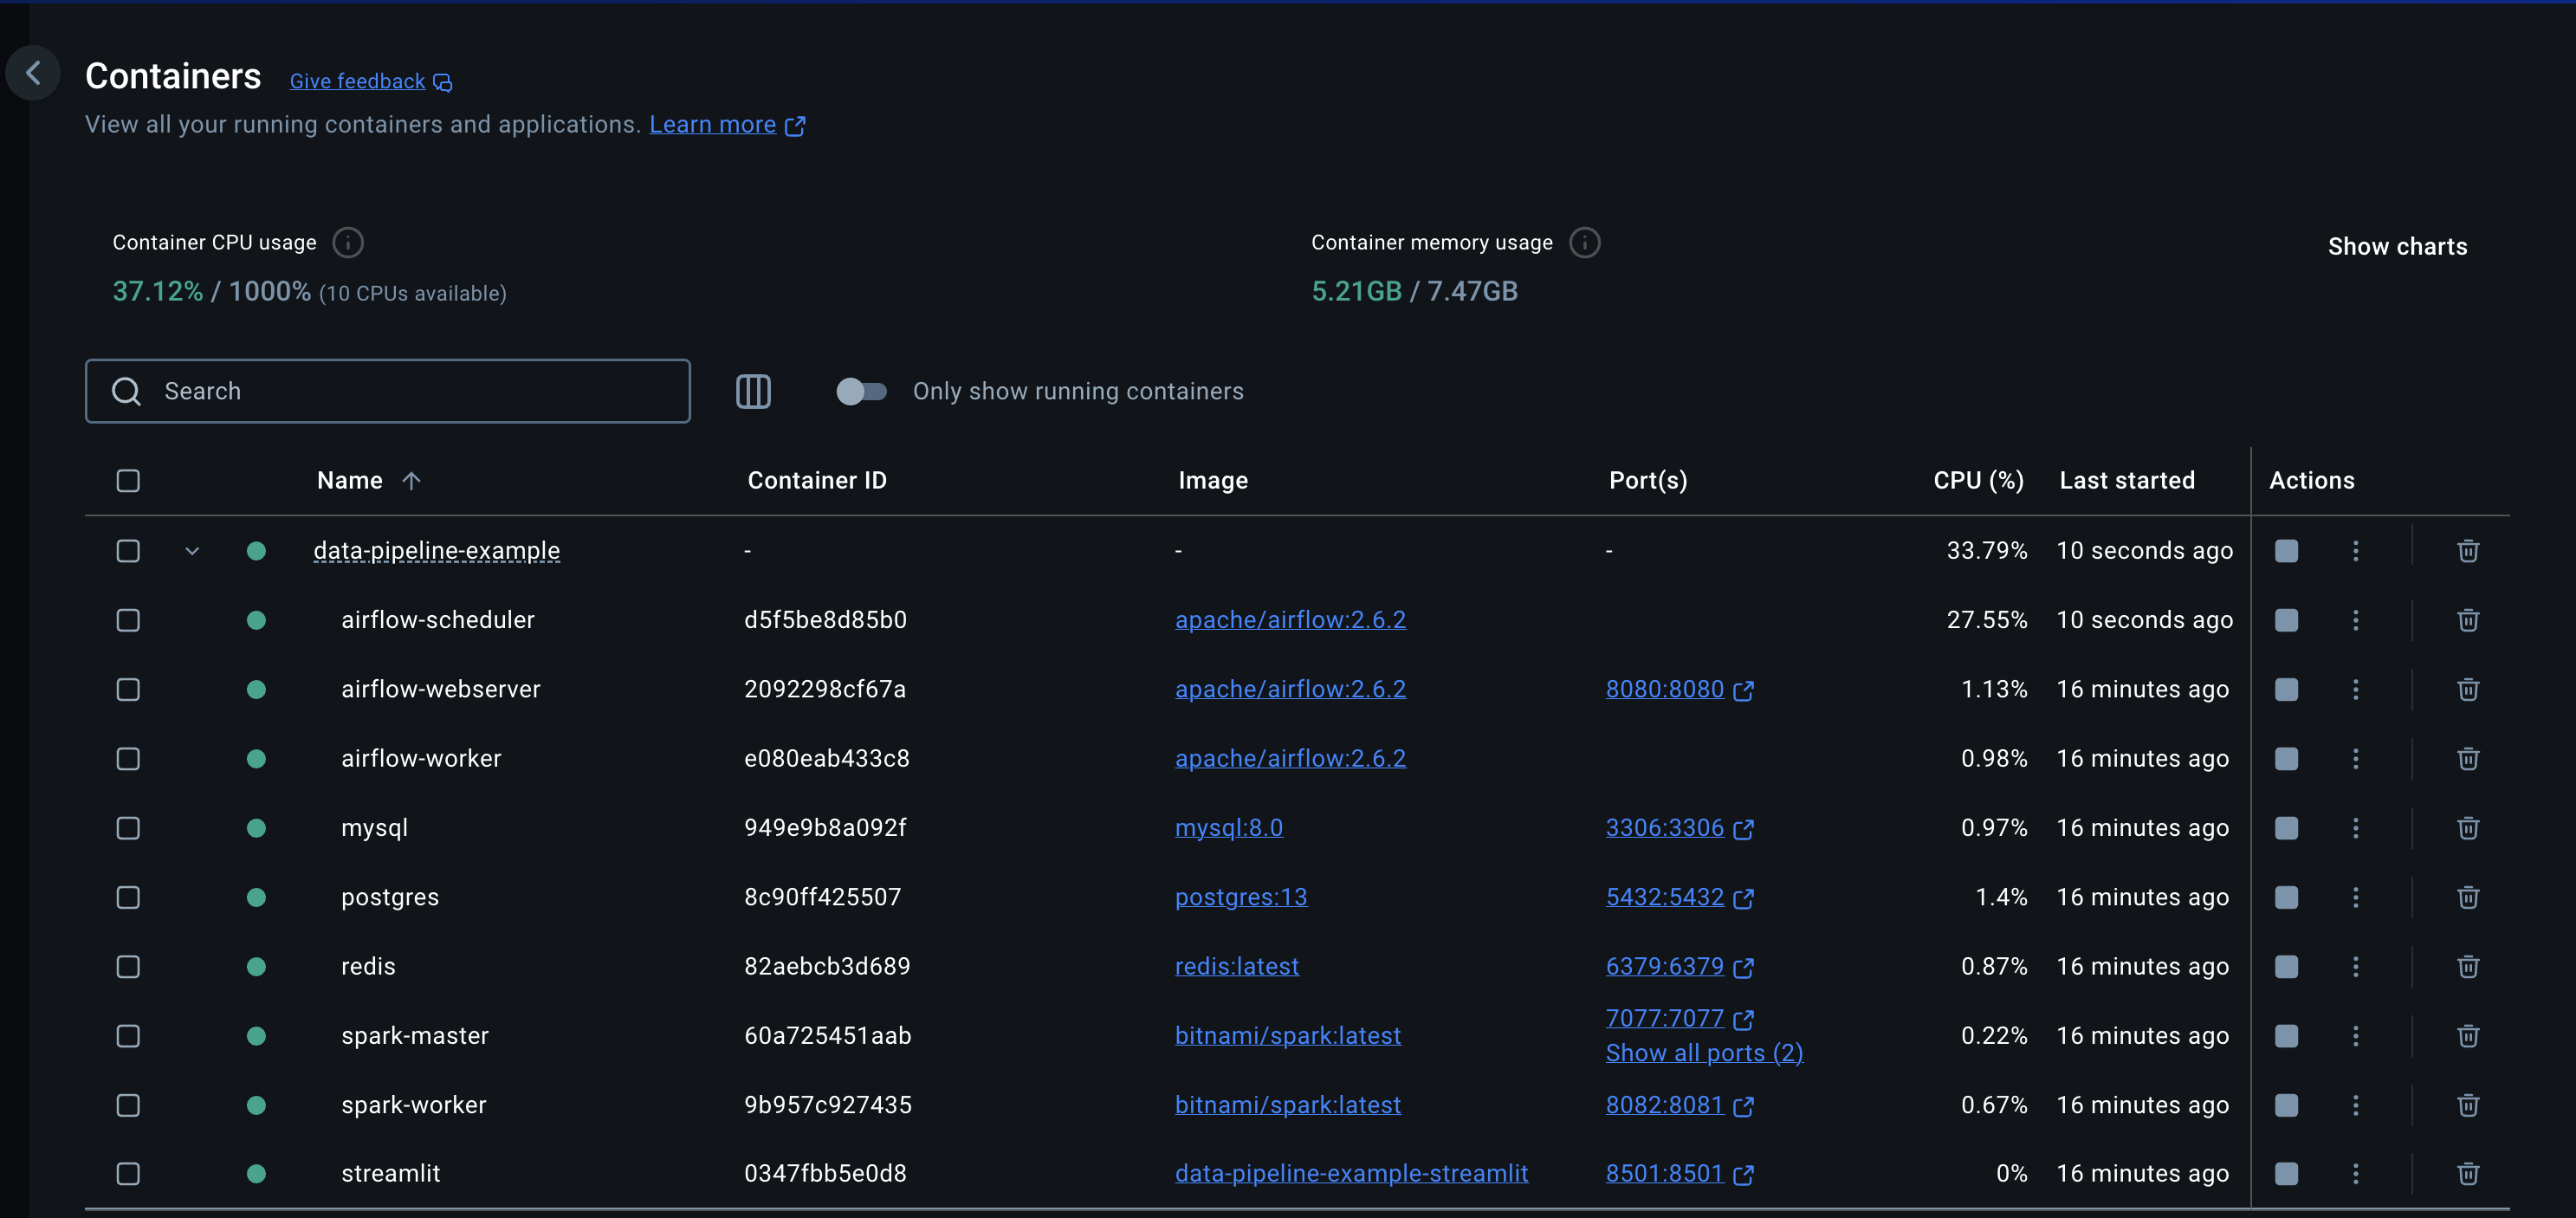 Containers Give feedback
View all your running containers and applications. Learn more
Container CPU usage
37.12% / 1000% (10 CPUs available)
Container memory usage
5.21GB / 7.47GB
Show charts
Search
Only show running containers
Name Container ID Image Port(s) CPU (%) Last started Actions
data-pipeline-example - - - 33.79% 10 seconds ago
airflow-scheduler d5f5be8d85b0 apache/airflow:2.6.2 27.55% 10 seconds ago
airflow-webserver 2092298cf67a apache/airflow:2.6.2 8080:8080 1.13% 16 minutes ago
airflow-worker e080eab433c8 apache/airflow:2.6.2 0.98% 16 minutes ago
mysql 949e9b8a092f mysql:8.0 3306:3306 0.97% 16 minutes ago
postgres 8c90ff425507 postgres:13 5432:5432 1.4% 16 minutes ago
redis 82aebcb3d689 redis:latest 6379:6379 0.87% 16 minutes ago
spark-master 60a725451aab bitnami/spark:latest 7077:7077 0.22% 16 minutes ago
Show all ports (2)
spark-worker 9b957c927435 bitnami/spark:latest 8082:8081 0.67% 16 minutes ago
streamlit 0347fbb5e0d8 data-pipeline-example-streamlit 8501:8501 0% 16 minutes ago